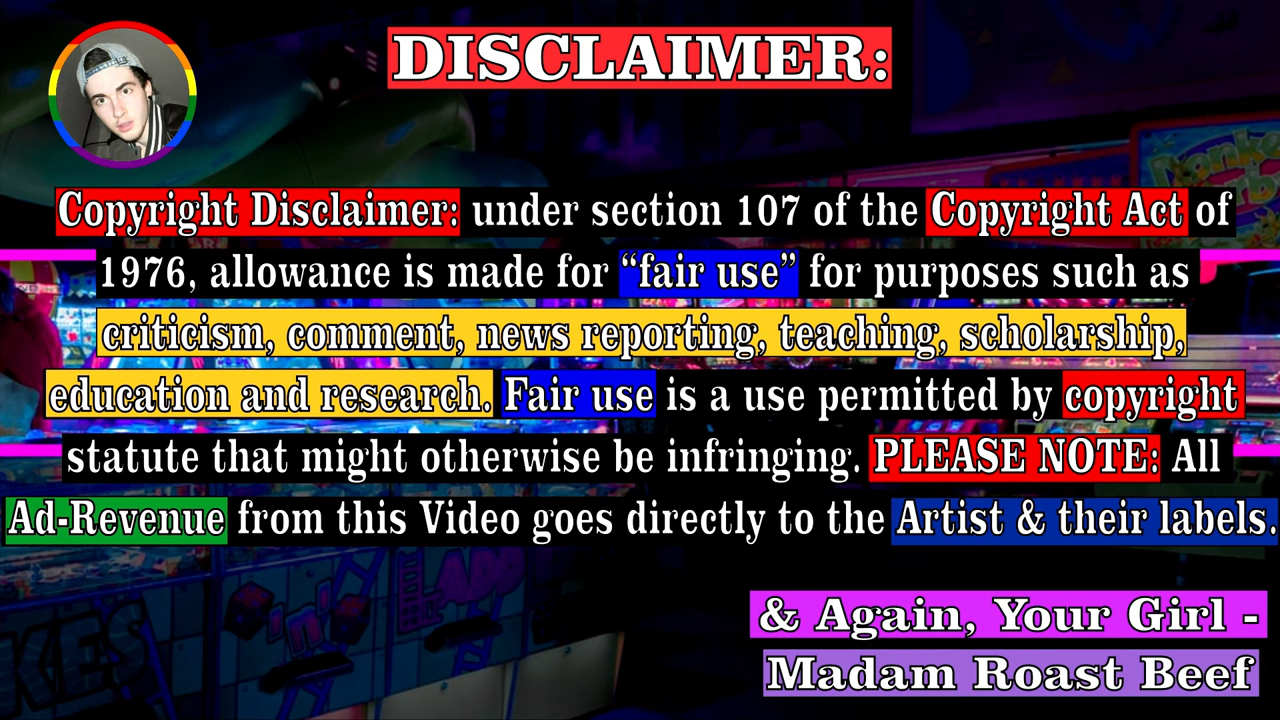 DISCLAIMER:
Copyright Disclaimer: under section 107 of the Copyright Act of
1976, allowance is made for “fair use” for purposes such as
criticism, comment, news reporting, teaching, scholarship,
education and research. Fair use is a use permitted by copyright
statute that might otherwise be infringing. PLEASE NOTE: All
Ad-Revenue from this Video goes directly to the Artist & their labels.
& Again, Your Girl -
Madam Roast Beef